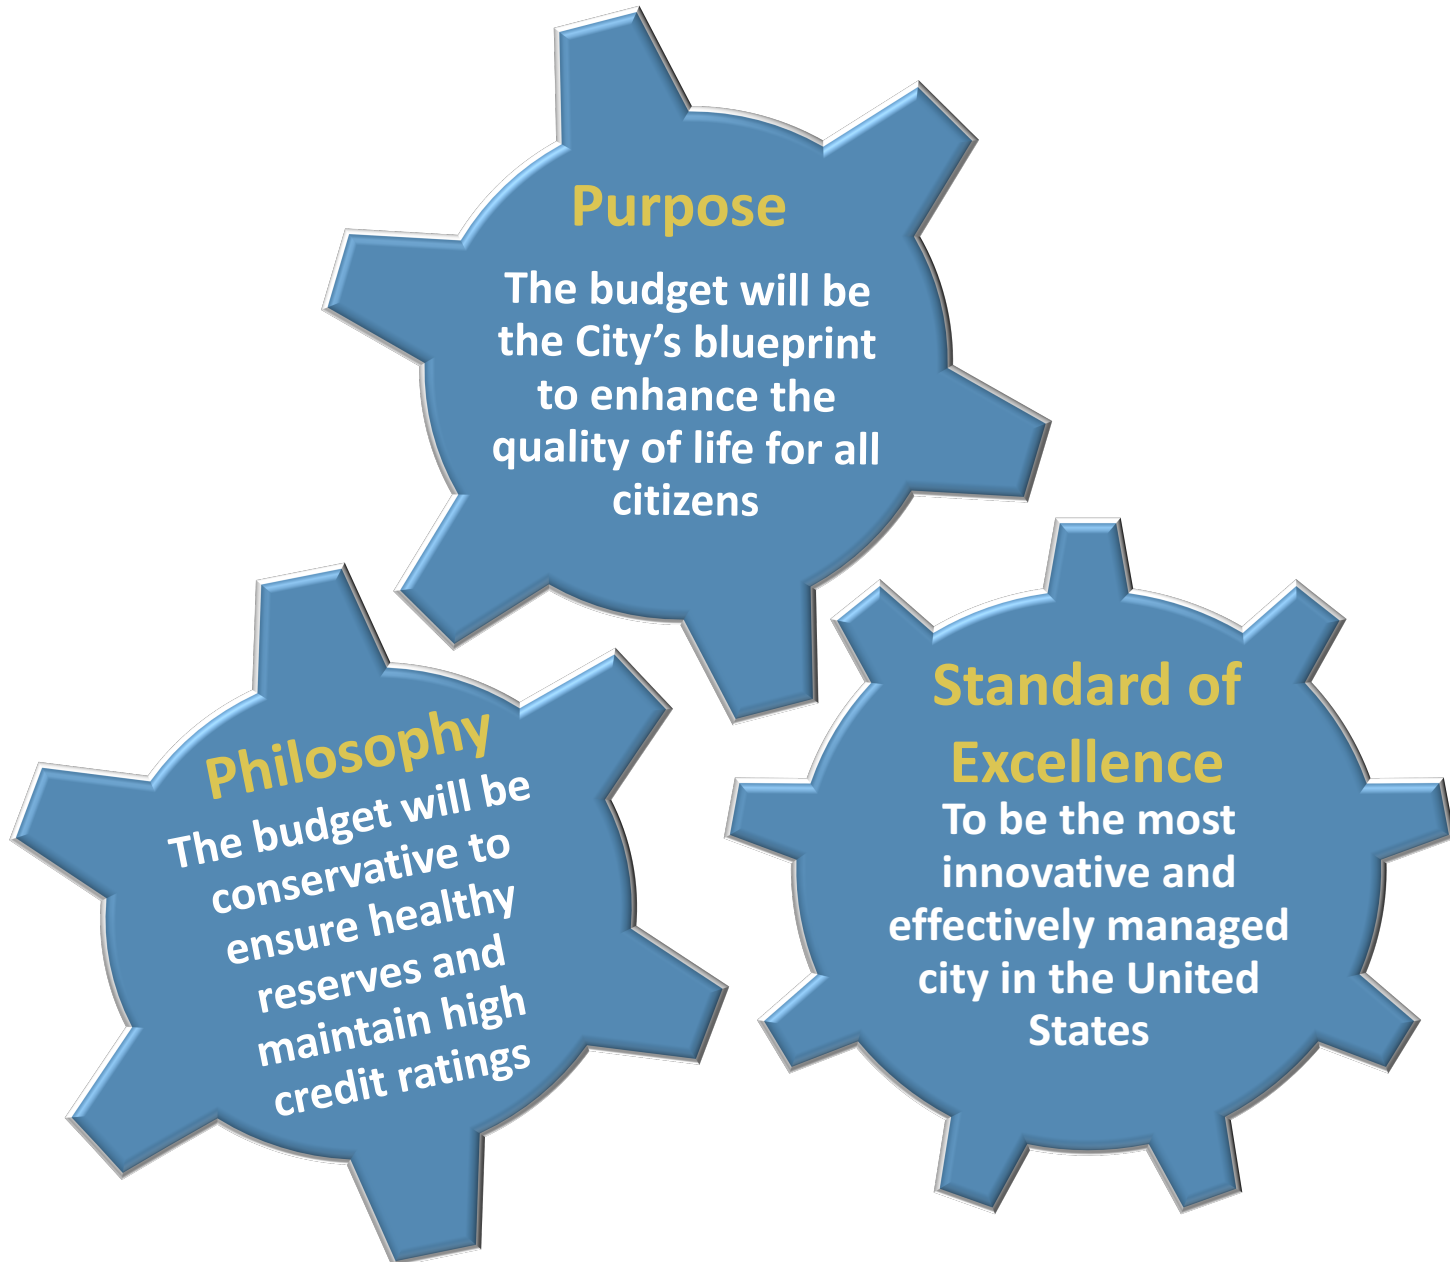 Purpose
The budget will be
the City’s blueprint
to enhance the
quality of life for all
citizens
Philosophy
The budget will be
conservative to
ensure healthy
reserves and
maintain high
credit ratings
Standard of
Excellence
To be the most
innovative and
effectively managed
city in the United
States